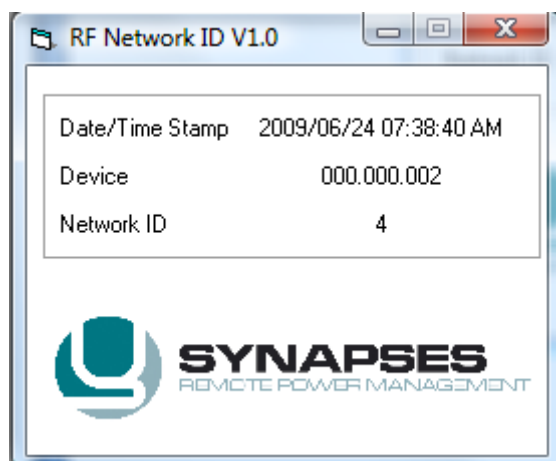 RF Network ID V1.0
Date/Time Stamp 2009/06/24 07:38:40 AM
Device 000.000.002
Network ID 4
SYNAPSES
REMOTE POWER MANAGEMENT